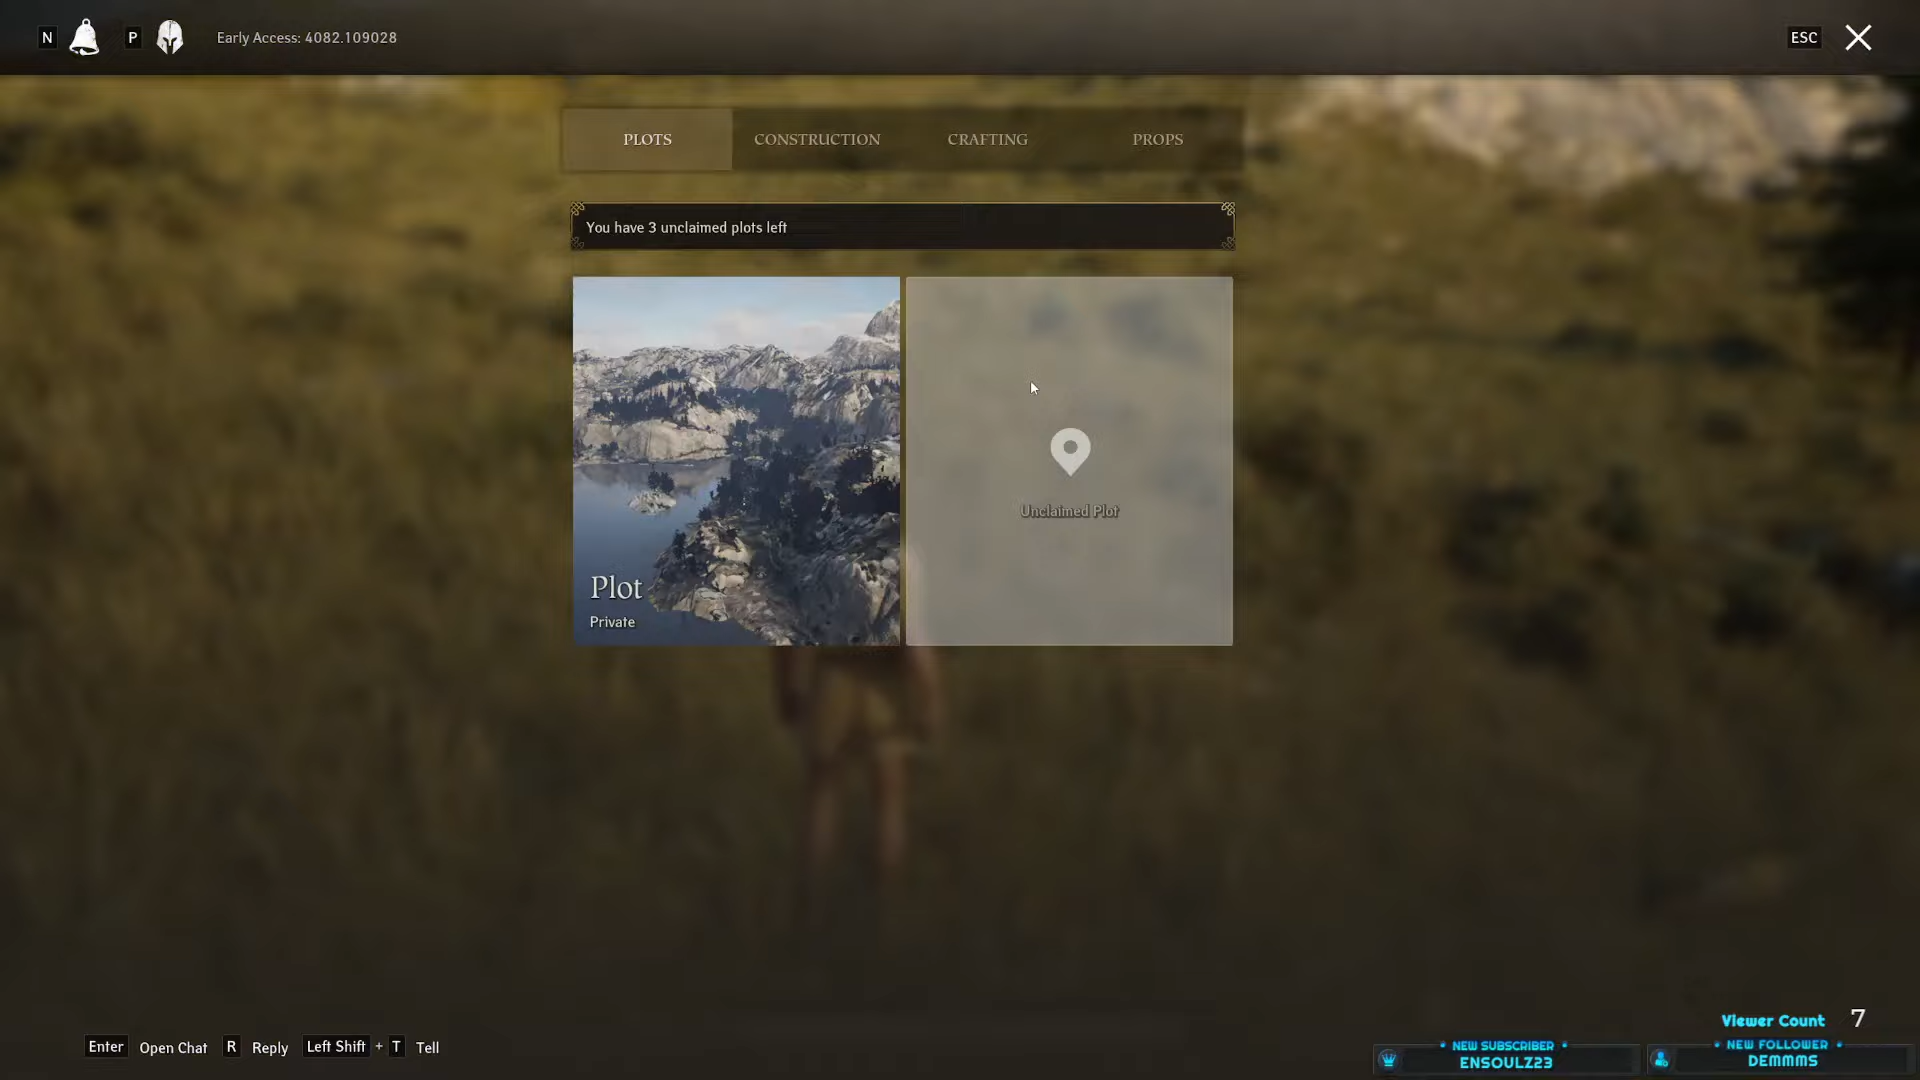 N P Early Access: 4082.109028 ESC
PLOTS CONSTRUCTION CRAFTING PROPS
You have 3 unclaimed plots left
Unclaimed Plot
Plot
Private
Viewer Count 7
Enter Open Chat R Reply Left Shift + T Tell
NEW SUBSCRIBER
ENSOULZ23
NEW FOLLOWER
DEMMMS